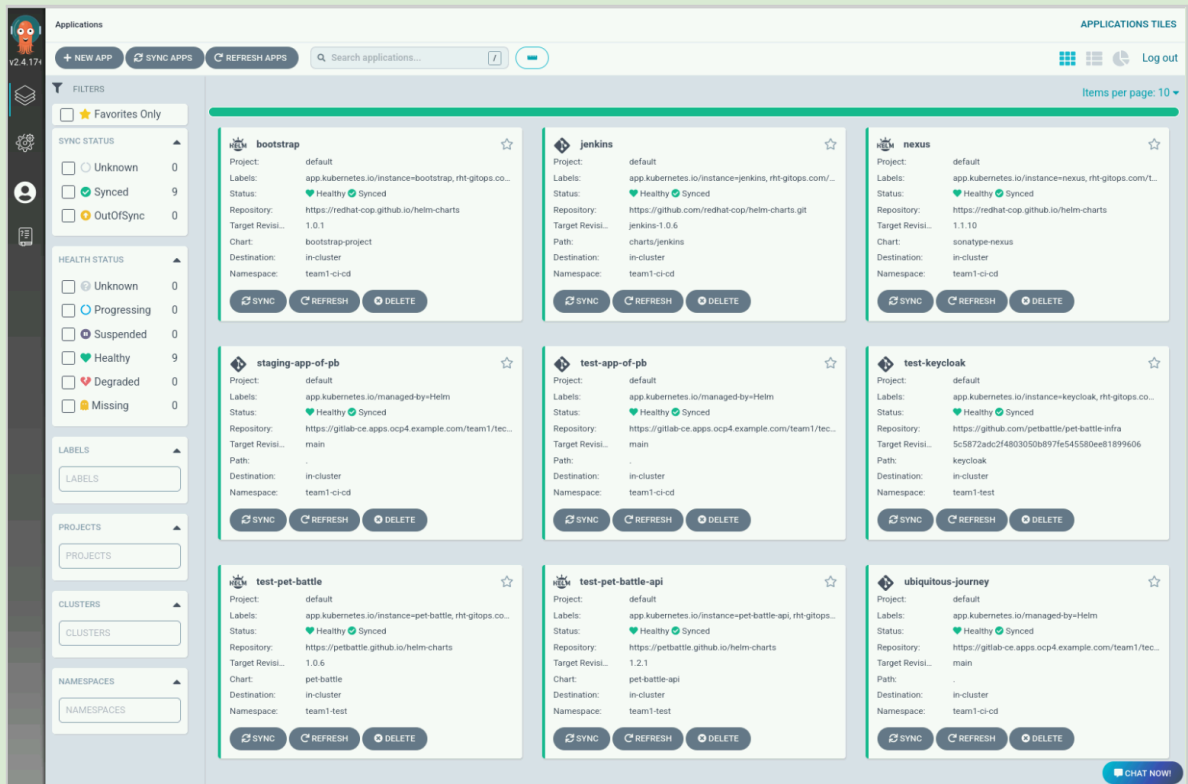 Applications
APPLICATIONS TILES
v2.4.17+
+ NEW APP
SYNC APPS
REFRESH APPS
Search applications...
/
Log out
FILTERS
Items per page: 10
Favorites Only
SYNC STATUS
Unknown 0
Synced 9
OutOfSync 0
HEALTH STATUS
Unknown 0
Progressing 0
Suspended 0
Healthy 9
Degraded 0
Missing 0
LABELS
LABELS
PROJECTS
PROJECTS
CLUSTERS
CLUSTERS
NAMESPACES
NAMESPACES
HELM bootstrap
Project: default
Labels: app.kubernetes.io/instance=bootstrap, rht-gitops.co...
Status: Healthy Synced
Repository: https://redhat-cop.github.io/helm-charts
Target Revisi... 1.0.1
Chart: bootstrap-project
Destination: in-cluster
Namespace: team1-ci-cd
SYNC REFRESH DELETE
jenkins
Project: default
Labels: app.kubernetes.io/instance=jenkins, rht-gitops.com/...
Status: Healthy Synced
Repository: https://github.com/redhat-cop/helm-charts.git
Target Revisi... jenkins-1.0.6
Path: charts/jenkins
Destination: in-cluster
Namespace: team1-ci-cd
SYNC REFRESH DELETE
HELM nexus
Project: default
Labels: app.kubernetes.io/instance=nexus, rht-gitops.com/t...
Status: Healthy Synced
Repository: https://redhat-cop.github.io/helm-charts
Target Revisi... 1.1.10
Chart: sonatype-nexus
Destination: in-cluster
Namespace: team1-ci-cd
SYNC REFRESH DELETE
staging-app-of-pb
Project: default
Labels: app.kubernetes.io/managed-by=Helm
Status: Healthy Synced
Repository: https://gitlab-ce.apps.ocp4.example.com/team1/tec...
Target Revisi... main
Path: .
Destination: in-cluster
Namespace: team1-ci-cd
SYNC REFRESH DELETE
test-app-of-pb
Project: default
Labels: app.kubernetes.io/managed-by=Helm
Status: Healthy Synced
Repository: https://gitlab-ce.apps.ocp4.example.com/team1/tec...
Target Revisi... main
Path: .
Destination: in-cluster
Namespace: team1-ci-cd
SYNC REFRESH DELETE
test-keycloak
Project: default
Labels: app.kubernetes.io/instance=keycloak, rht-gitops.co...
Status: Healthy Synced
Repository: https://github.com/petbattle/pet-battle-infra
Target Revisi... 5c5872adc2f4803050b897fe545580ee81899606
Path: keycloak
Destination: in-cluster
Namespace: team1-test
SYNC REFRESH DELETE
HELM test-pet-battle
Project: default
Labels: app.kubernetes.io/instance=pet-battle, rht-gitops.co...
Status: Healthy Synced
Repository: https://petbattle.github.io/helm-charts
Target Revisi... 1.0.6
Chart: pet-battle
Destination: in-cluster
Namespace: team1-test
SYNC REFRESH DELETE
HELM test-pet-battle-api
Project: default
Labels: app.kubernetes.io/instance=pet-battle-api, rht-gitops...
Status: Healthy Synced
Repository: https://petbattle.github.io/helm-charts
Target Revisi... 1.2.1
Chart: pet-battle-api
Destination: in-cluster
Namespace: team1-test
SYNC REFRESH DELETE
ubiquitous-journey
Project: default
Labels: app.kubernetes.io/managed-by=Helm
Status: Healthy Synced
Repository: https://gitlab-ce.apps.ocp4.example.com/team1/tec...
Target Revisi... main
Path: .
Destination: in-cluster
Namespace: team1-ci-cd
SYNC REFRESH DELETE
CHAT NOW!